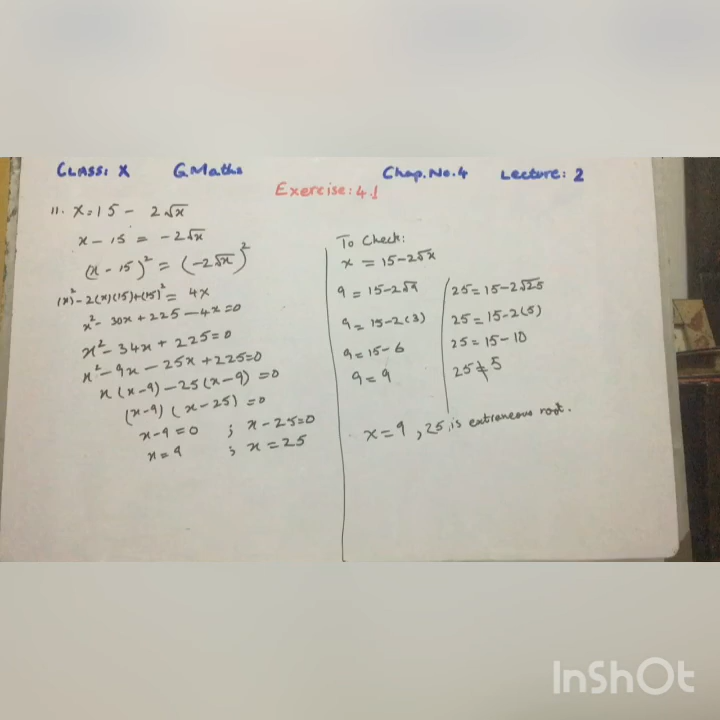 CLASS: X GMaths Chap.No.4 Lecture: 2
Exercise: 4.1
11. x=15 - 2√x
x - 15 = -2√x
(x - 15)² = (-2√x)²
(x)² - 2(x)(15)+(15)² = 4x
x² - 30x + 225 - 4x = 0
x² - 34x + 225 = 0
x² - 9x - 25x + 225 = 0
x(x-9) - 25(x-9) = 0
(x-9)(x-25) = 0
x-9=0 ; x-25=0
x=9 ; x=25
To Check:
x = 15-2√x
9 = 15-2√9
9 = 15-2(3)
9 = 15-6
9 = 9
25 = 15-2√25
25 = 15-2(5)
25 = 15-10
25 ≠ 5
x=9, 25, is extraneous root.
InShOt